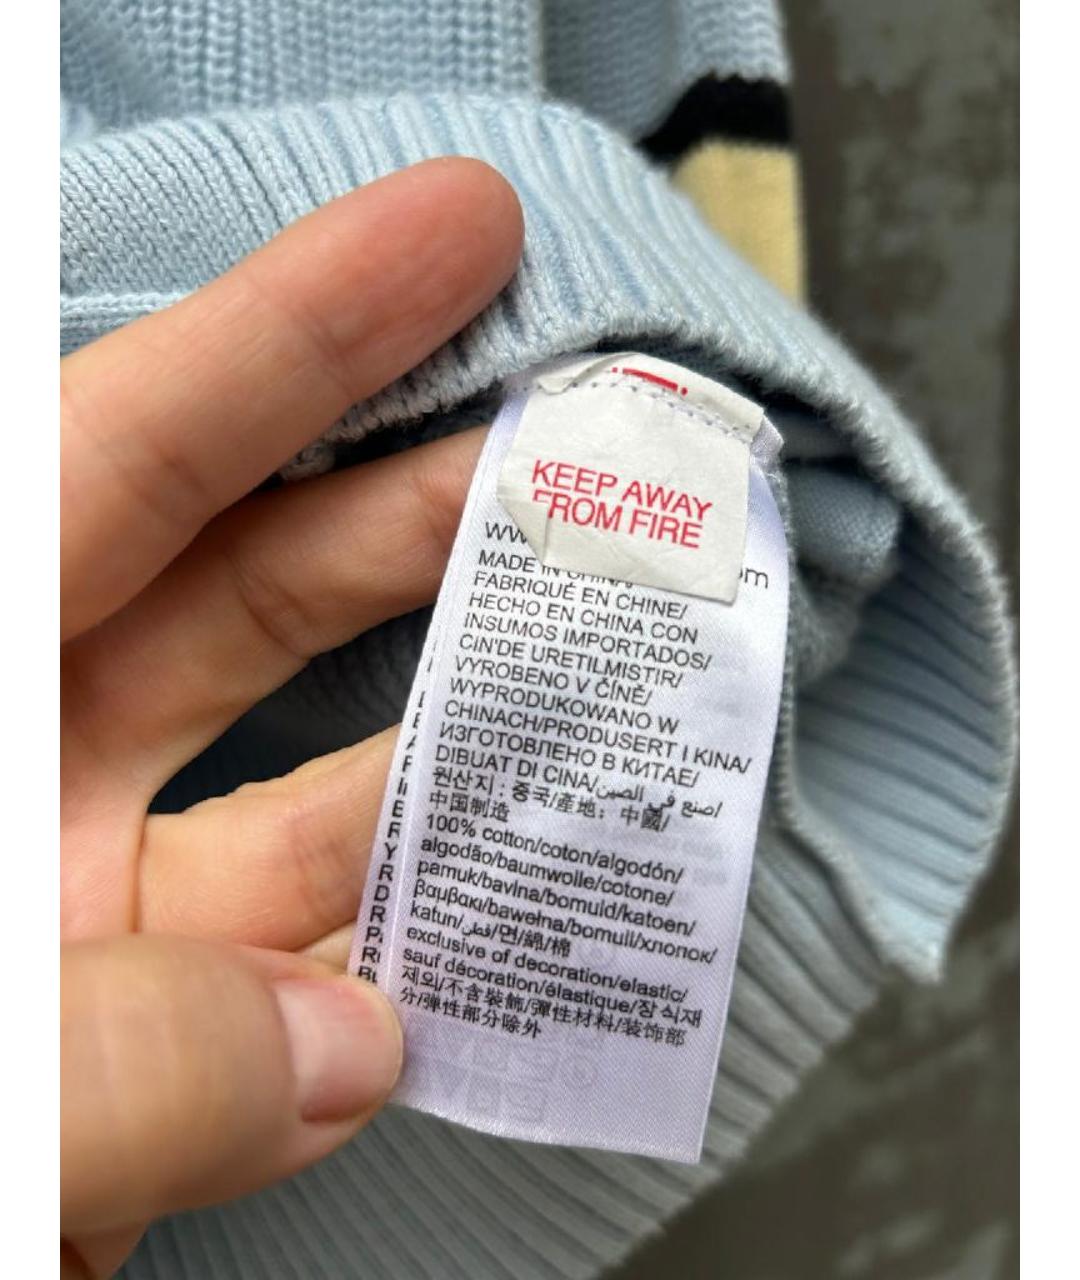 KEEP AWAY
FROM FIRE
MADE IN CHINA/
FABRIQUÉ EN CHINE/
HECHO EN CHINA CON
INSUMOS IMPORTADOS/
CIN'DE URETILMISTIR/
VYROBENO V ČÍNĚ/
WYPRODUKOWANO W
CHINACH/PRODUSERT I KINA/
ИЗГОТОВЛЕНО В КИТАЕ/
DIBUAT DI CINA/صنع في الصين/
원산지 : 중국/產地：中國/
中国制造
100% cotton/coton/algodón/
algodão/baumwolle/cotone/
pamuk/bavlna/bomuld/katoen/
βαμβακι/bawełna/bomull/хлопок/
katun/قطن/면/綿/棉
exclusive of decoration/elastic/
sauf décoration/élastique/장식재
제외/不含裝飾/彈性材料/装饰部
分/弹性部分除外